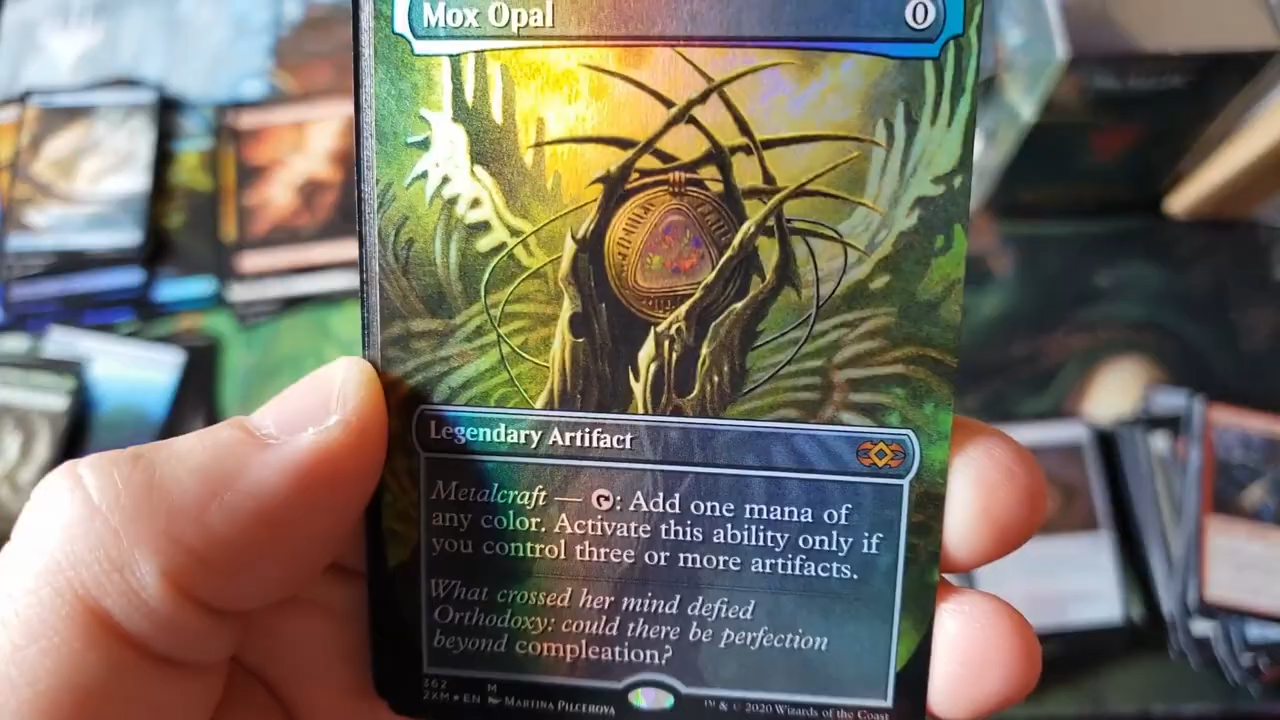 Mox Opal 0
Legendary Artifact
Metalcraft — : Add one mana of
any color. Activate this ability only if
you control three or more artifacts.
What crossed her mind defied
Orthodoxy: could there be perfection
beyond compleation?
362 M
2XM ★ EN Martina Pilcerova ™ & © 2020 Wizards of the Coast